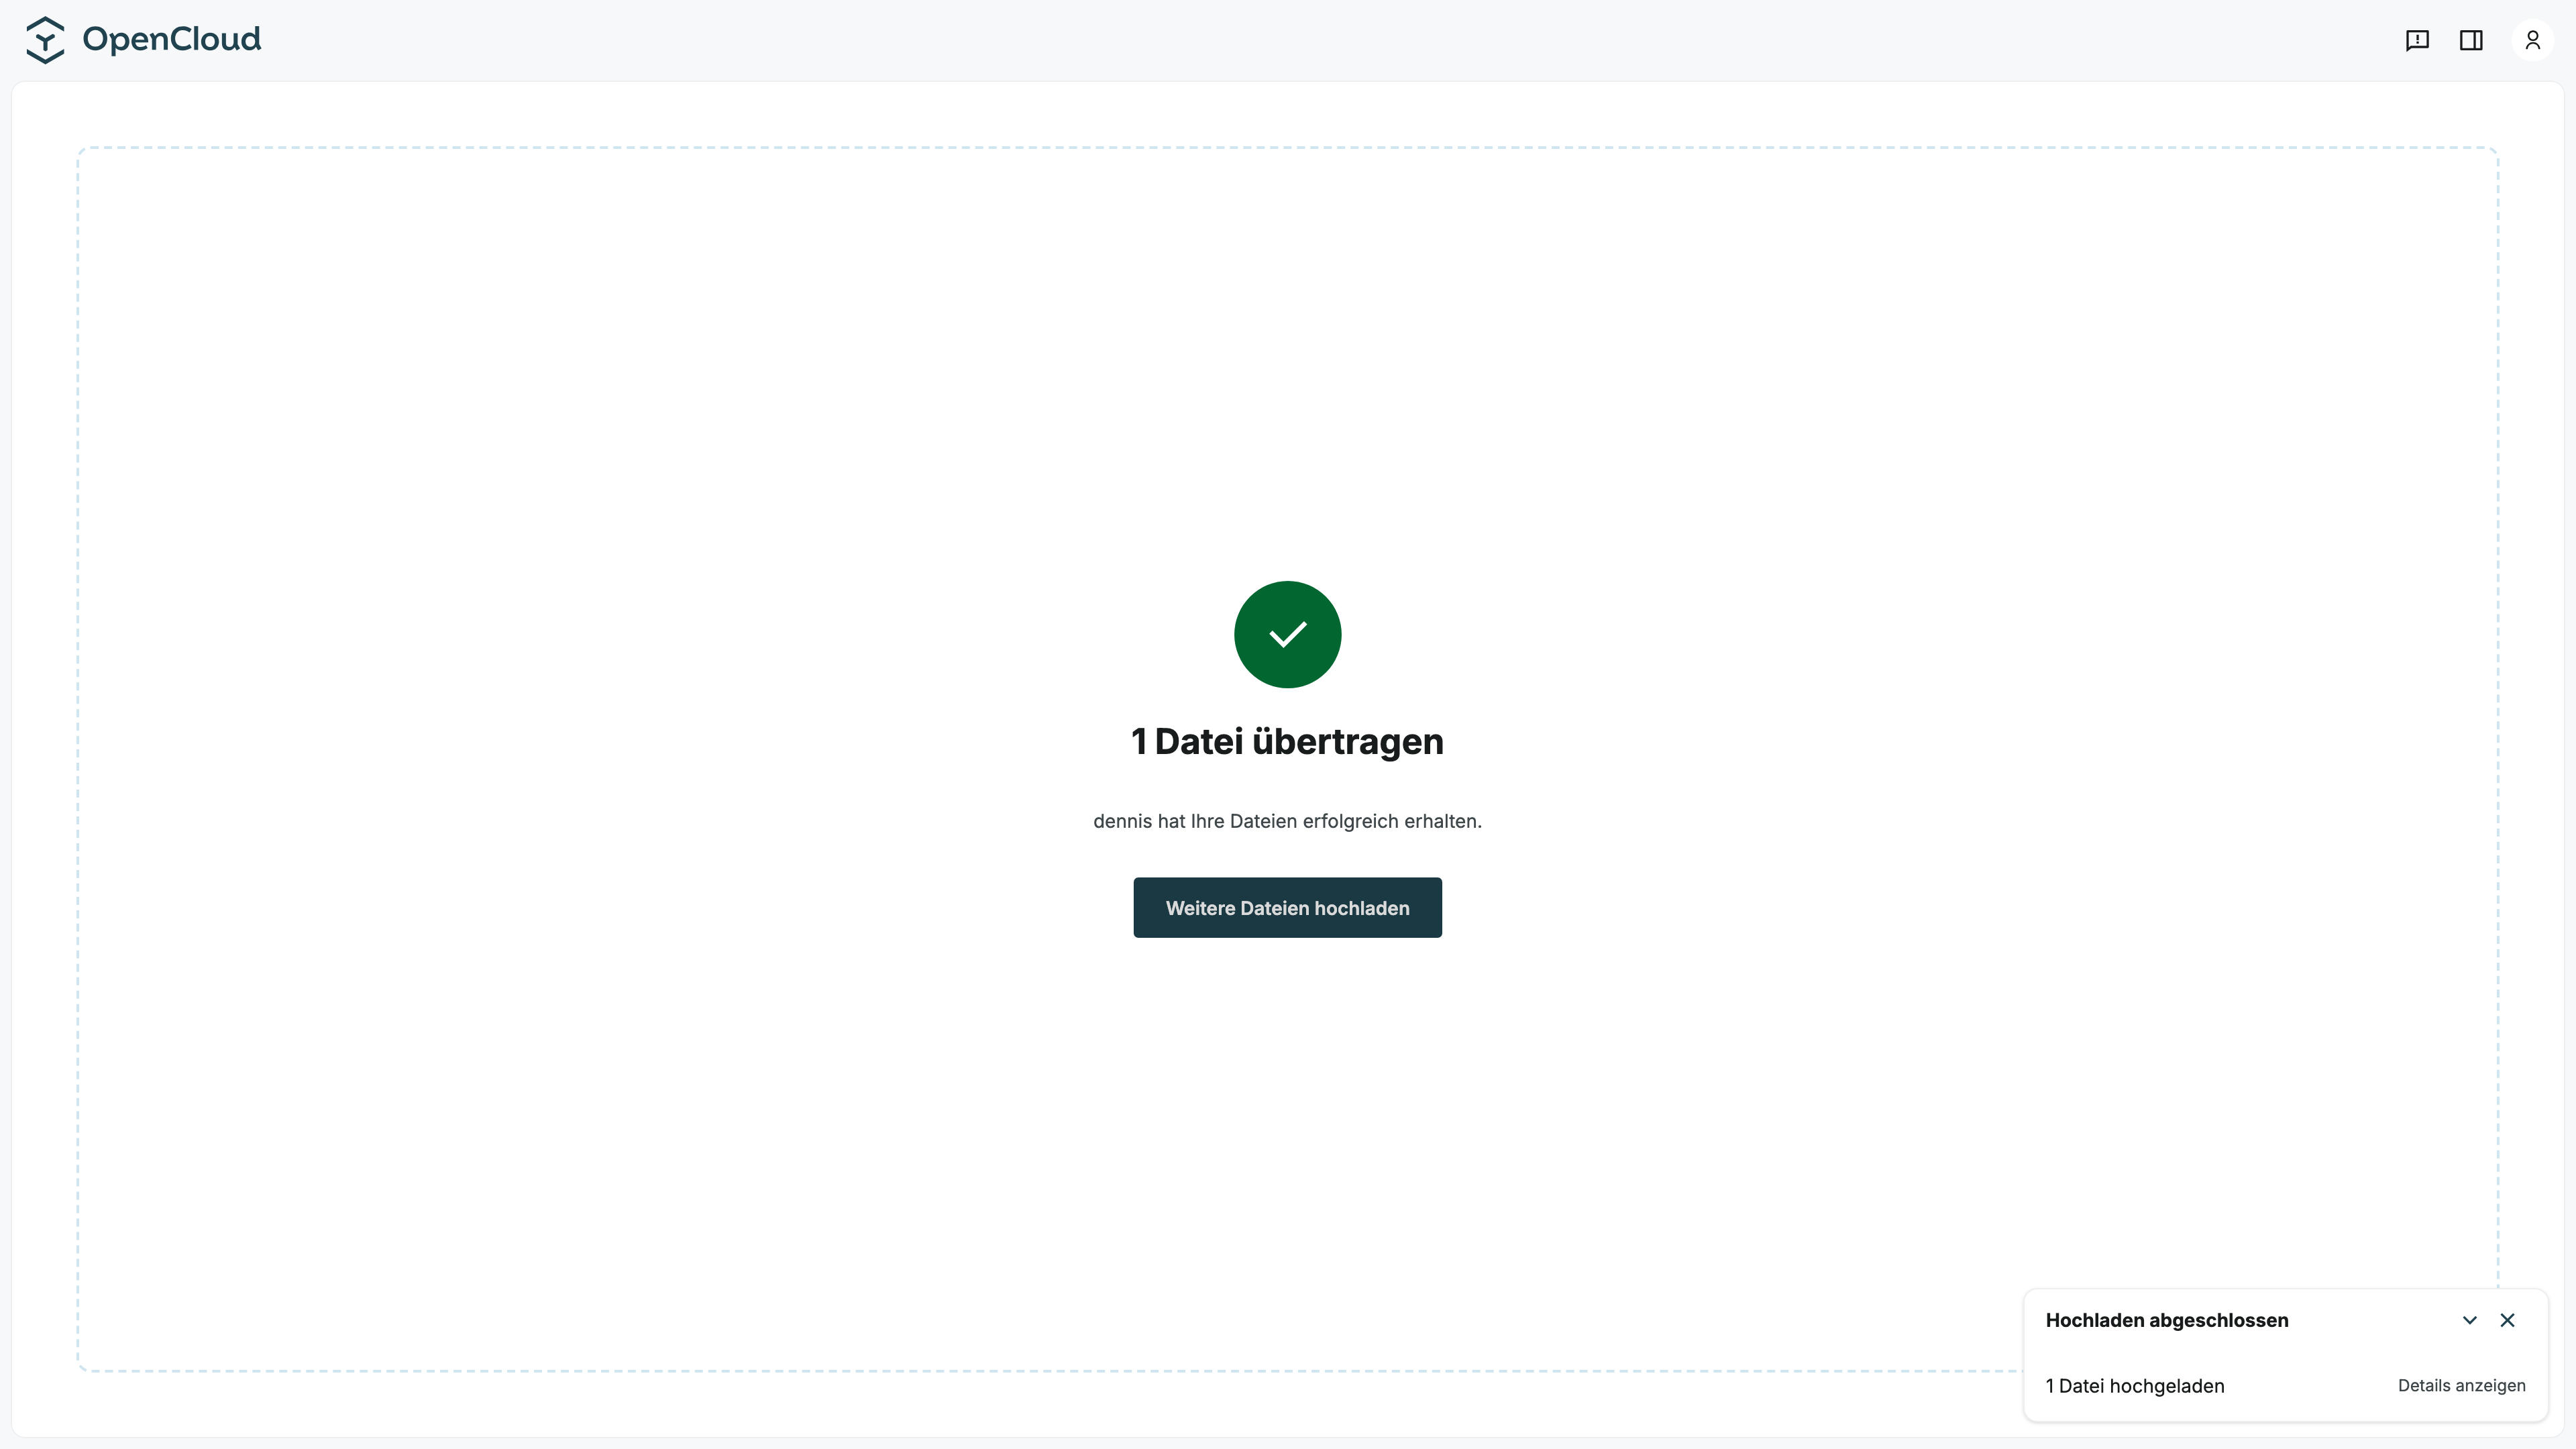 OpenCloud
1 Datei übertragen
dennis hat Ihre Dateien erfolgreich erhalten.
Weitere Dateien hochladen
Hochladen abgeschlossen
1 Datei hochgeladen
Details anzeigen